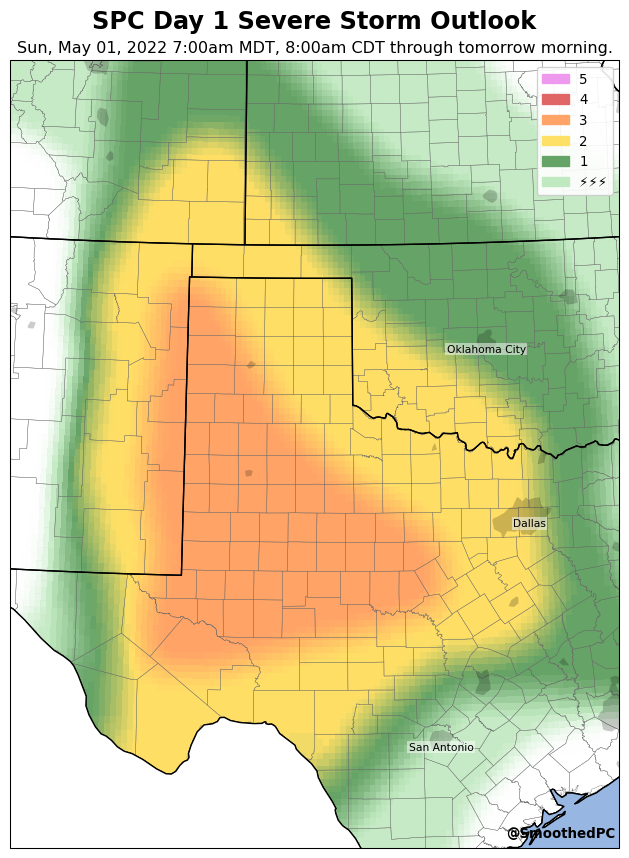 SPC Day 1 Severe Storm Outlook
Sun, May 01, 2022 7:00am MDT, 8:00am CDT through tomorrow morning.
5
4
3
2
1
⚡⚡⚡
Oklahoma City
Dallas
San Antonio
@SmoothedPC